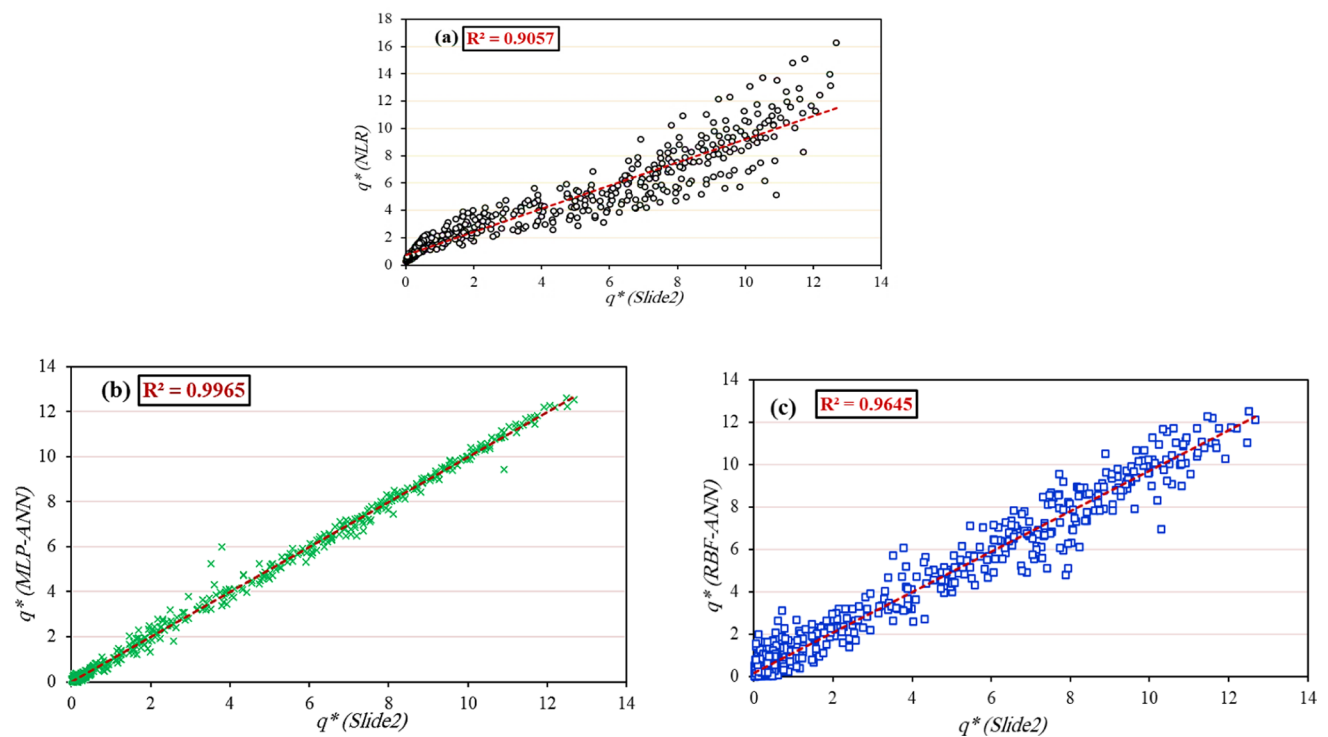 (a) R² = 0.9057
18
16
14
12
10
8
6
4
2
0
q* (NLR)
0 2 4 6 8 10 12 14
q* (Slide2)
(b) R² = 0.9965
14
12
10
8
6
4
2
0
q* (MLP-ANN)
0 2 4 6 8 10 12 14
q* (Slide2)
(c) R² = 0.9645
14
12
10
8
6
4
2
0
q* (RBF-ANN)
0 2 4 6 8 10 12 14
q* (Slide2)